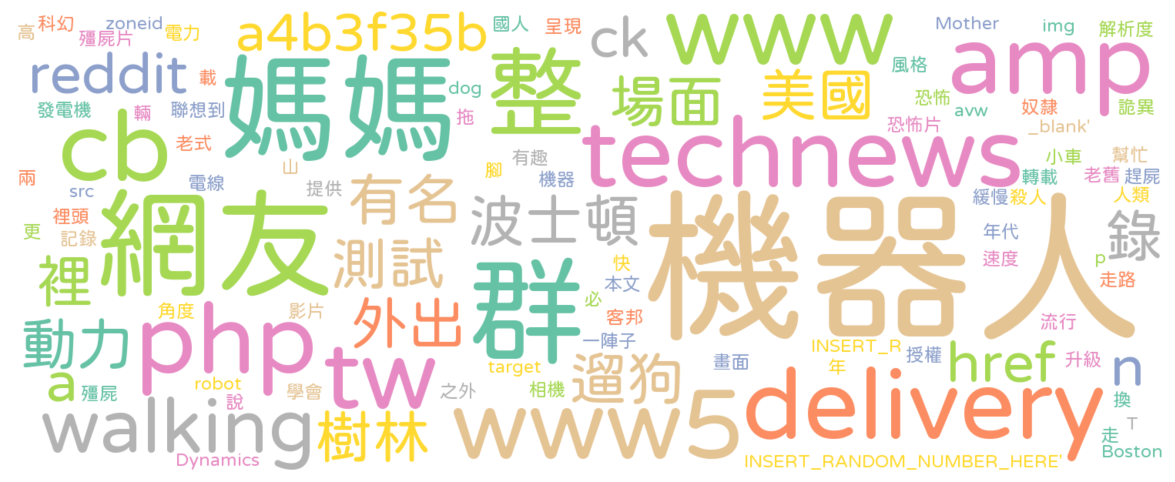 高 科幻 zoneid 電力 a4b3f35b 國人 呈現 ck www Mother img 解析度
殭屍片 reddit 載 媽媽 整 風格 amp
發電機 輛 聯想到 dog 場面 美國 恐怖 avw 奴隸 詭異
cb 老式 拖 technews 恐怖片 _blank'
兩 山 腳 有趣 小車 幫忙
src 電線 提供 機器 轉載 老舊 趕屍
裡頭 網友 有名 波士頓 機器人 緩慢 殺人 人類
更 記錄 年代 錄
裡 測試 群 快 本文 速度 p 走路
角度 影片 外出 必 客邦 流行
動力 php tw 一陣子 INSERT_R 授權 href 升級 n
target 遛狗 畫面 年
a 殭屍 robot 學會 之外 相機 delivery 換
說 walking 樹林 www5 T
走
Dynamics INSERT_RANDOM_NUMBER_HERE' Boston